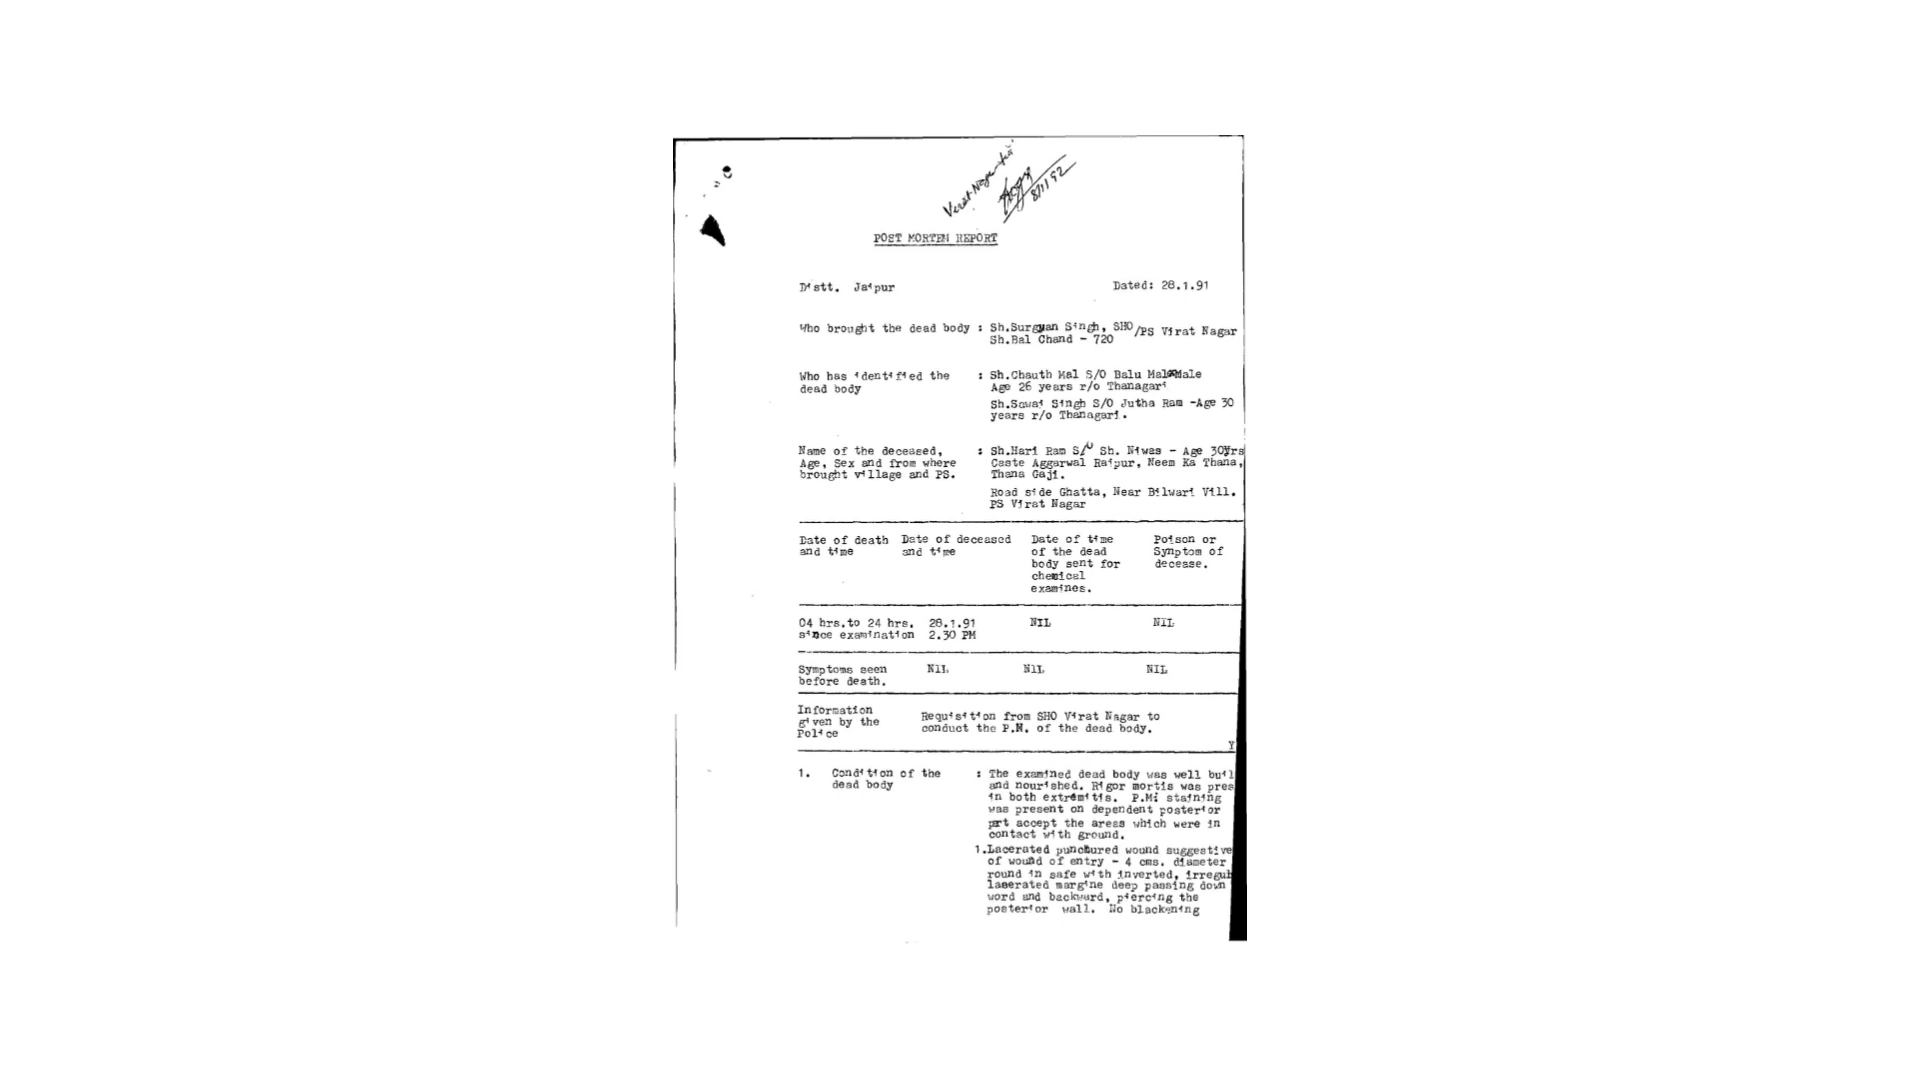 Virat Nagar
8/1/92
POST MORTEM REPORT
Distt. Jaipur Dated: 28.1.91
Who brought the dead body : Sh.Surgyan Singh, SHO/PS Virat Nagar
Sh.Bal Chand - 720
Who has identified the : Sh.Chauth Mal S/O Balu Mal Male
dead body Age 26 years r/o Thanagari
Sh.Sawai Singh S/O Jutha Ram -Age 30
years r/o Thanagari.
Name of the deceased, : Sh.Hari Ram S/O Sh. Niwas - Age 30Yrs
Age, Sex and from where Caste Aggarwal Raipur, Neem Ka Thana,
brought village and PS. Thana Gaji.
Road side Ghatta, Near Bilwari Vill.
PS Virat Nagar
Date of death Date of deceased Date of time Poison or
and time and time of the dead Synptom of
body sent for decease.
chemical
examines.
04 hrs.to 24 hrs. 28.1.91 NIL NIL
since examination 2.30 PM
Symptoms seen NIL NIL NIL
before death.
Information
given by the Requisition from SHO Virat Nagar to
Police conduct the P.M. of the dead body.
Y
1. Condition of the : The examined dead body was well buil
dead body and nourished. Rigor mortis was pres
in both extremitis. P.M: staining
was present on dependent posterior
part accept the areas which were in
contact with ground.
1.Lacerated punctured wound suggestive
of wound of entry - 4 cms. diameter
round in safe with inverted, irregul
lacerated margine deep passing down
word and backward, piercing the
posterior wall. No blackening